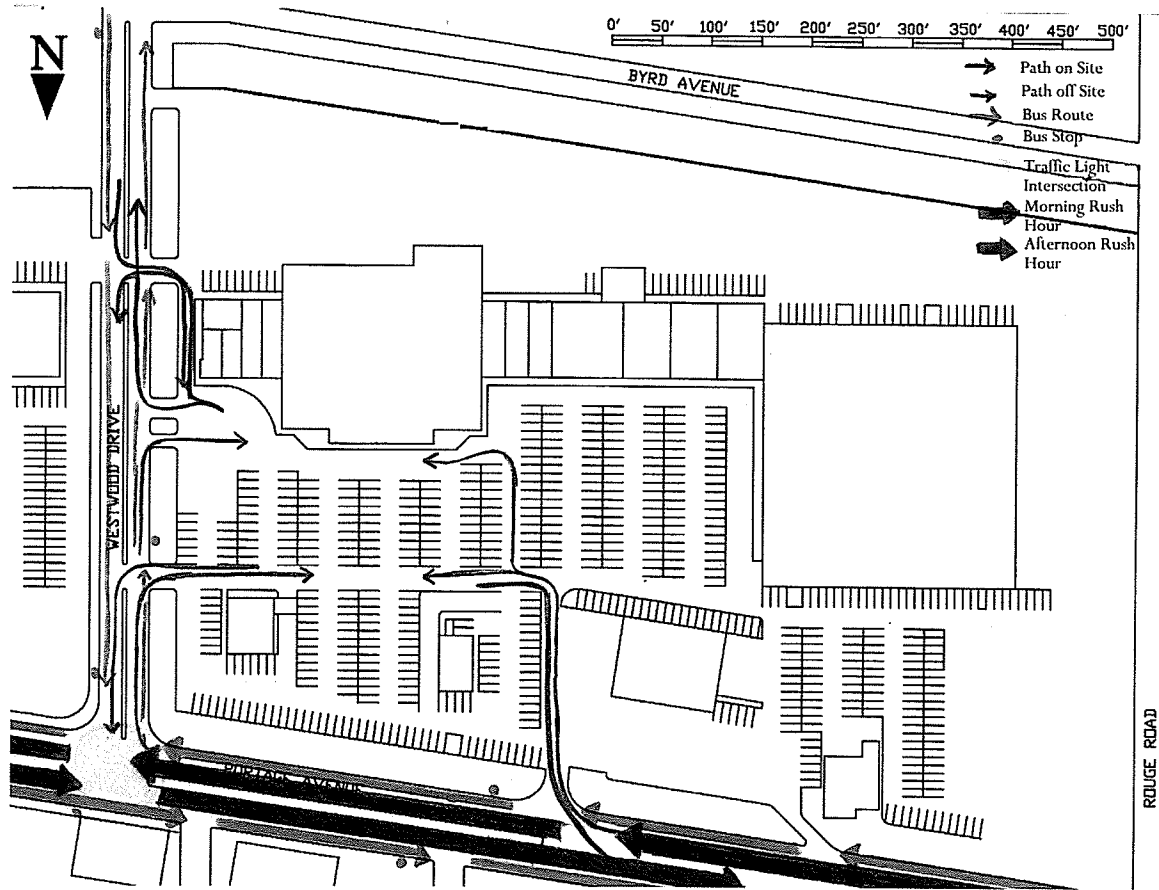 N
0' 50' 100' 150' 200' 250' 300' 350' 400' 450' 500'
BYRD AVENUE
Path on Site
Path off Site
Bus Route
Bus Stop
Traffic Light
Intersection
Morning Rush
Hour
Afternoon Rush
Hour
WESTWOOD DRIVE
PORTAGE AVENUE
ROUGE ROAD